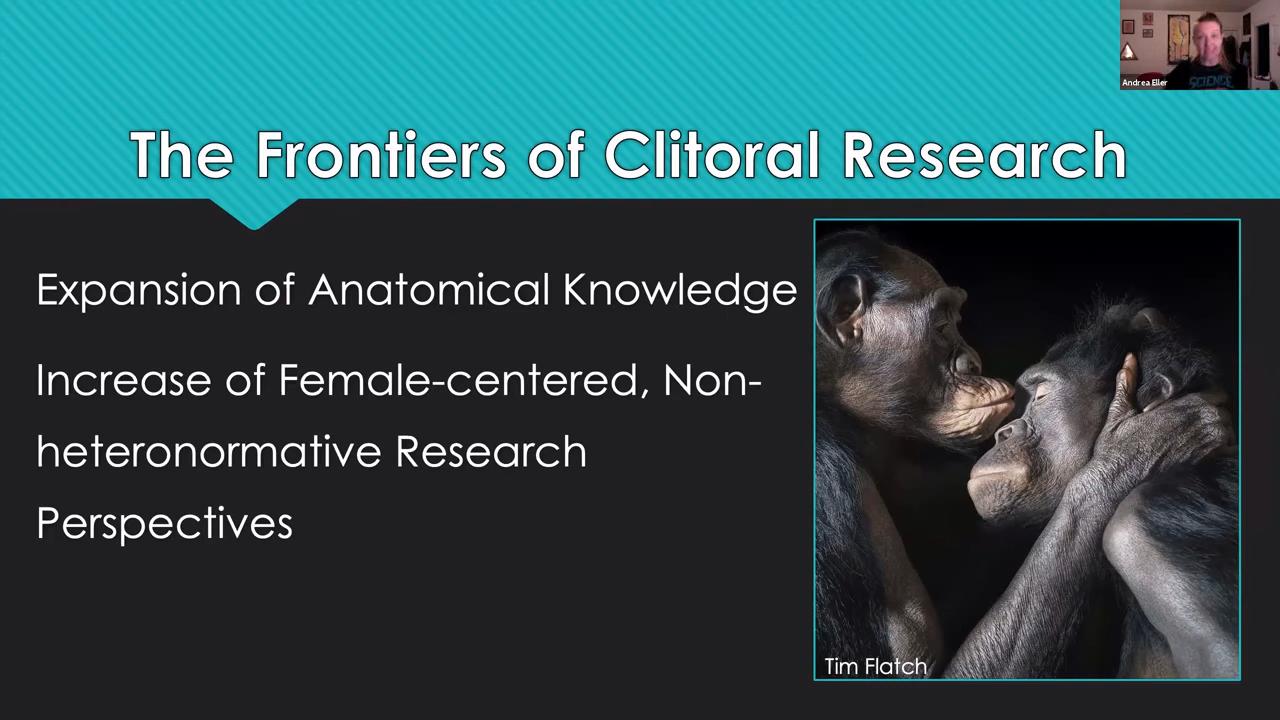 Andrea Eller
SCIENCE
The Frontiers of Clitoral Research
Expansion of Anatomical Knowledge
Increase of Female-centered, Non-
heteronormative Research
Perspectives
Tim Flatch